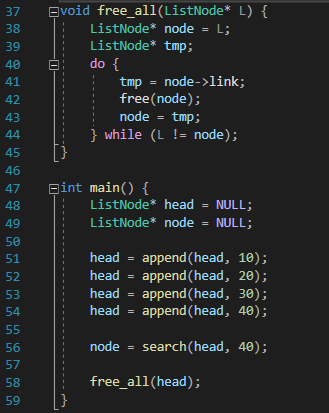 37 void free_all(ListNode* L) {
38 ListNode* node = L;
39 ListNode* tmp;
40 do {
41 tmp = node->link;
42 free(node);
43 node = tmp;
44 } while (L != node);
45 }
46
47 int main() {
48 ListNode* head = NULL;
49 ListNode* node = NULL;
50
51 head = append(head, 10);
52 head = append(head, 20);
53 head = append(head, 30);
54 head = append(head, 40);
55
56 node = search(head, 40);
57
58 free_all(head);
59 }